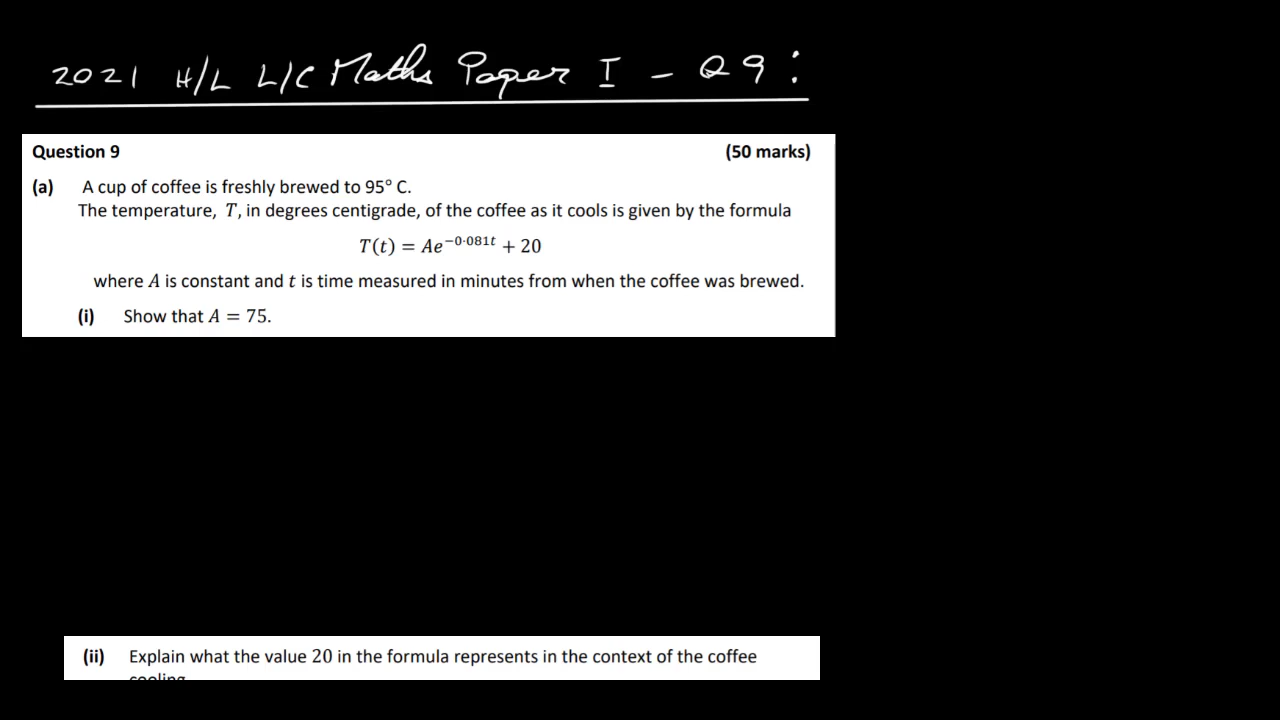 2021 H/L L/C Maths Paper I - Q9:
Question 9 (50 marks)
(a) A cup of coffee is freshly brewed to 95° C.
The temperature, T, in degrees centigrade, of the coffee as it cools is given by the formula
T(t) = Ae^{-0·081t} + 20
where A is constant and t is time measured in minutes from when the coffee was brewed.
(i) Show that A = 75.
(ii) Explain what the value 20 in the formula represents in the context of the coffee
cooling.